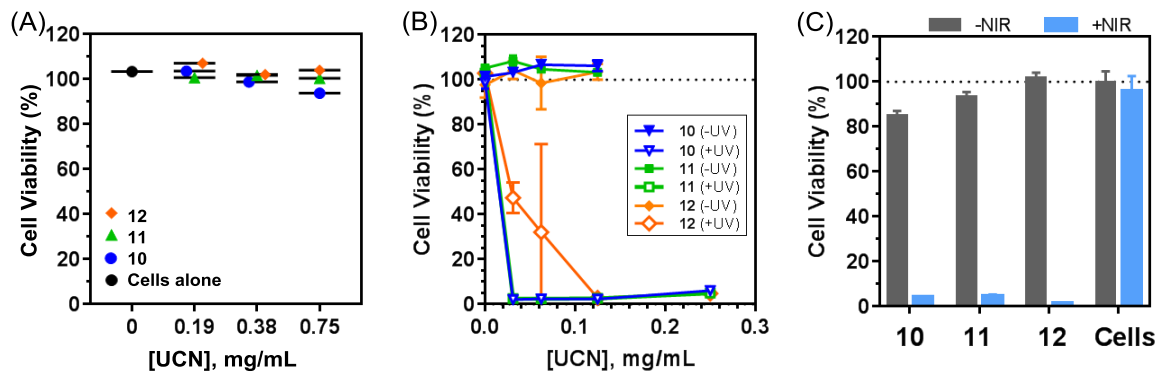 (A)
Cell Viability (%)
120
100
80
60
40
20
0
12
11
10
Cells alone
0 0.19 0.38 0.75
[UCN], mg/mL
(B)
Cell Viability (%)
120
100
80
60
40
20
0
10 (-UV)
10 (+UV)
11 (-UV)
11 (+UV)
12 (-UV)
12 (+UV)
0.0 0.1 0.2 0.3
[UCN], mg/mL
(C)
-NIR +NIR
Cell Viability (%)
120
100
80
60
40
20
0
10 11 12 Cells